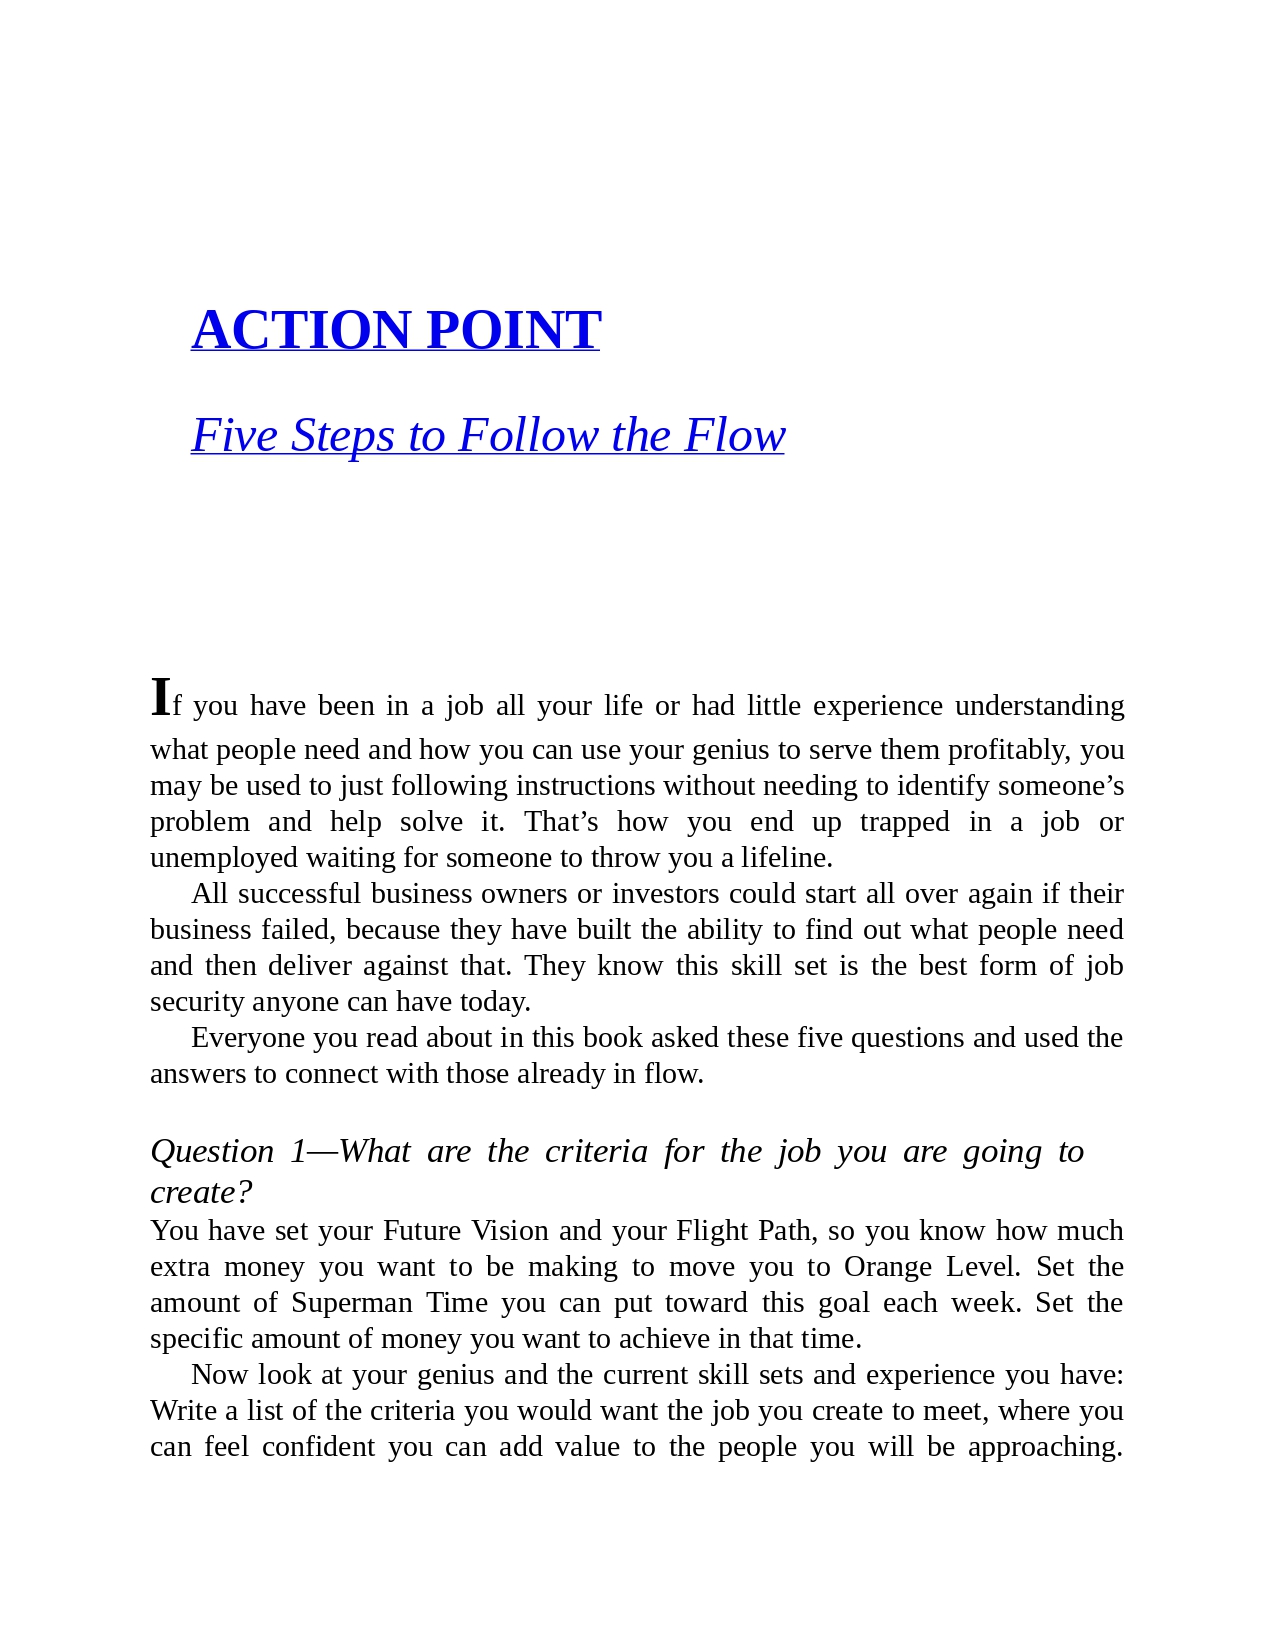 ACTION POINT
Five Steps to Follow the Flow
If you have been in a job all your life or had little experience understanding
what people need and how you can use your genius to serve them profitably, you
may be used to just following instructions without needing to identify someone’s
problem and help solve it. That’s how you end up trapped in a job or
unemployed waiting for someone to throw you a lifeline.
All successful business owners or investors could start all over again if their
business failed, because they have built the ability to find out what people need
and then deliver against that. They know this skill set is the best form of job
security anyone can have today.
Everyone you read about in this book asked these five questions and used the
answers to connect with those already in flow.
Question 1—What are the criteria for the job you are going to
create?
You have set your Future Vision and your Flight Path, so you know how much
extra money you want to be making to move you to Orange Level. Set the
amount of Superman Time you can put toward this goal each week. Set the
specific amount of money you want to achieve in that time.
Now look at your genius and the current skill sets and experience you have:
Write a list of the criteria you would want the job you create to meet, where you
can feel confident you can add value to the people you will be approaching.